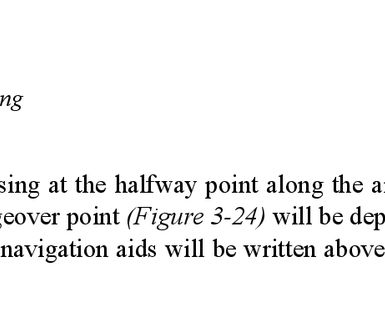 ng
sing at the halfway point along the a
geover point (Figure 3-24) will be dep
navigation aids will be written above